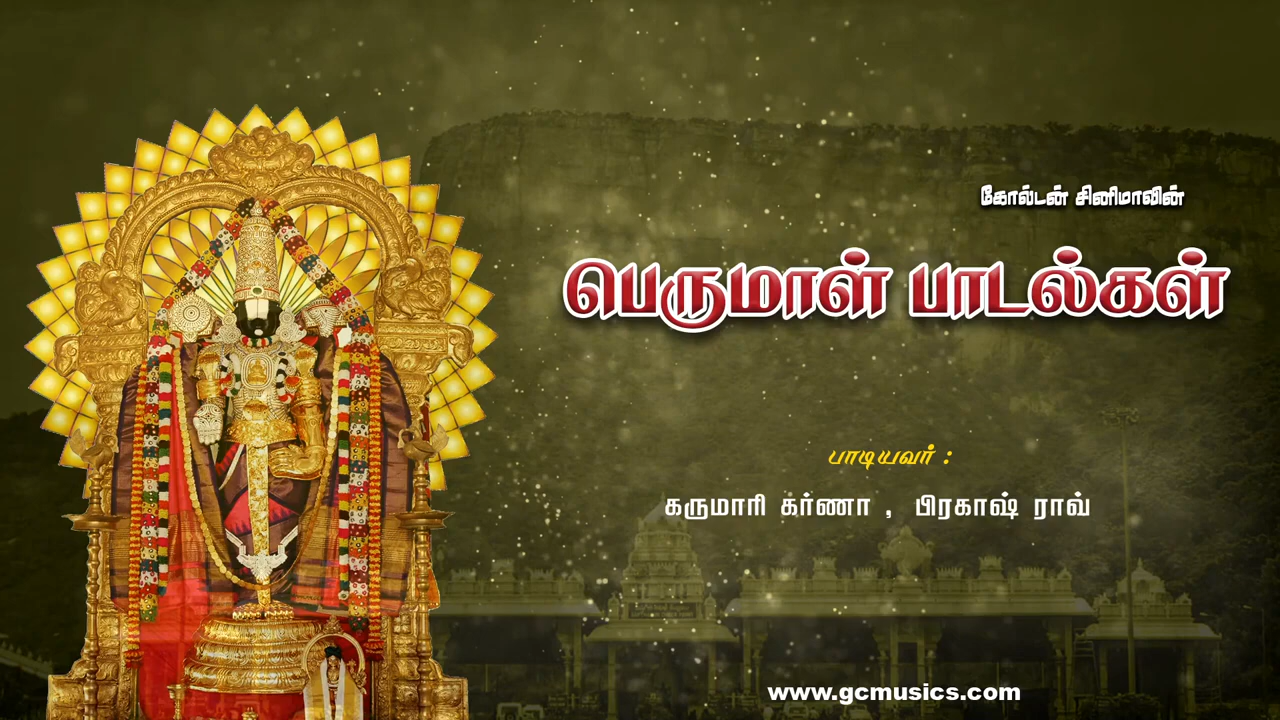 கோல்டன் சினிமாவின்
பெருமாள் பாடல்கள்
பாடியவர் :
கருமாரி கர்ணா , பிரகாஷ் ராவ்
www.gcmusics.com